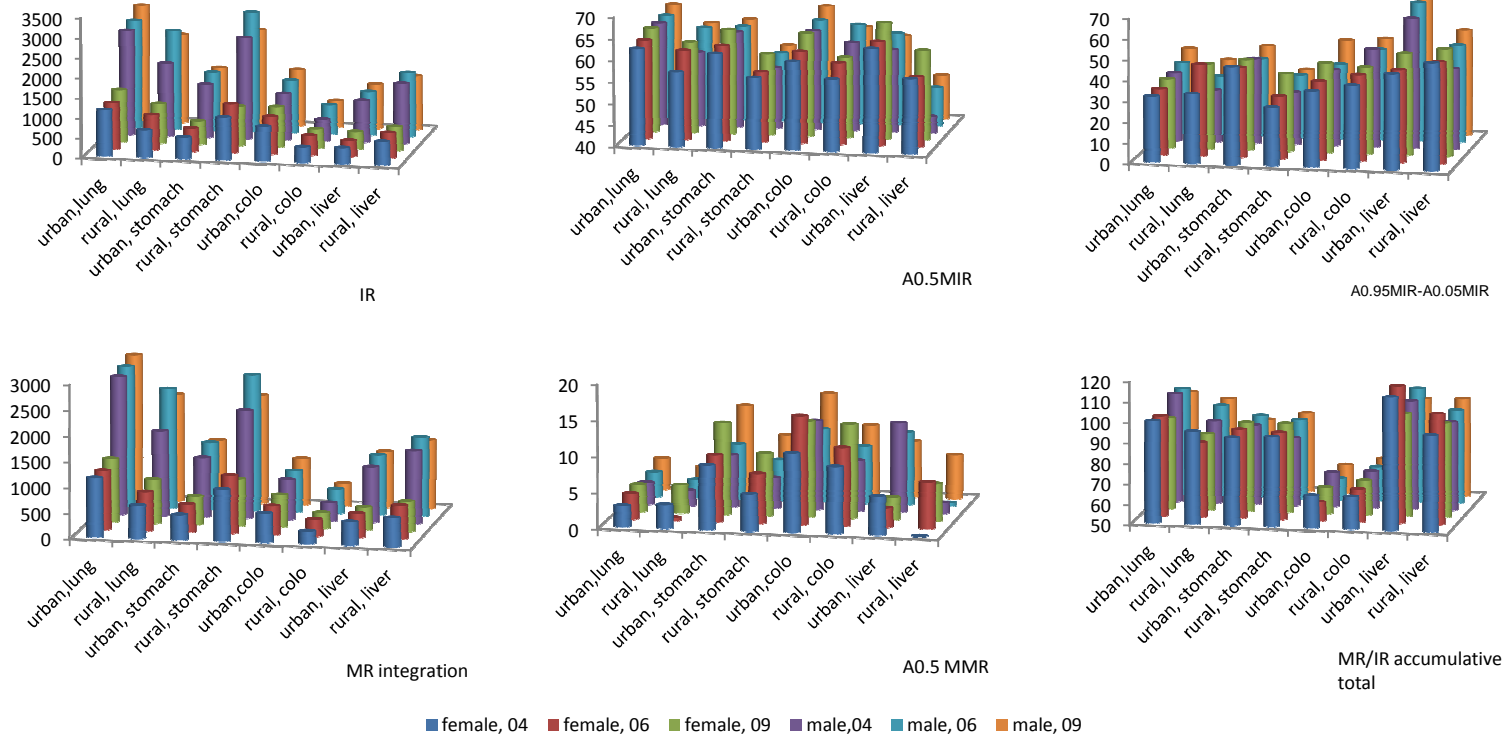 3500
3000
2500
2000
1500
1000
500
0
urban,lung
rural, lung
urban, stomach
rural, stomach
urban,colo
rural, colo
urban, liver
rural, liver
IR
70
65
60
55
50
45
40
urban,lung
rural, lung
urban, stomach
rural, stomach
urban,colo
rural, colo
urban, liver
rural, liver
A0.5MIR
70
60
50
40
30
20
10
0
urban,lung
rural, lung
urban, stomach
rural, stomach
urban,colo
rural, colo
urban, liver
rural, liver
A0.95MIR-A0.05MIR
3000
2500
2000
1500
1000
500
0
urban,lung
rural, lung
urban, stomach
rural, stomach
urban,colo
rural, colo
urban, liver
rural, liver
MR integration
20
15
10
5
0
urban,lung
rural, lung
urban, stomach
rural, stomach
urban,colo
rural, colo
urban, liver
rural, liver
A0.5 MMR
120
110
100
90
80
70
60
50
urban,lung
rural, lung
urban, stomach
rural, stomach
urban,colo
rural, colo
urban, liver
rural, liver
MR/IR accumulative
total
female, 04 female, 06 female, 09 male,04 male, 06 male, 09